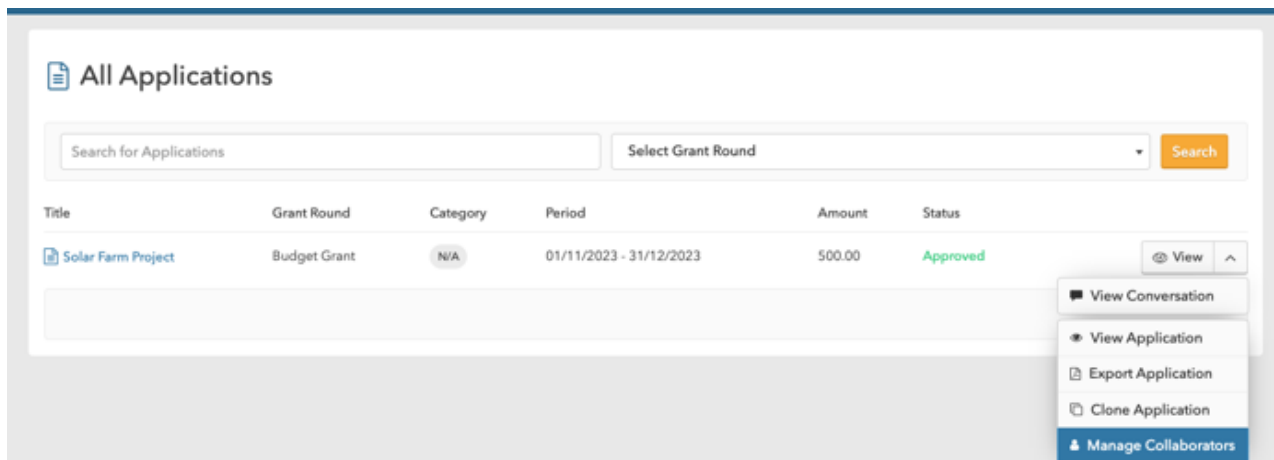 All Applications
Search for Applications Select Grant Round Search
Title Grant Round Category Period Amount Status
Solar Farm Project Budget Grant N/A 01/11/2023 - 31/12/2023 500.00 Approved View
View Conversation
View Application
Export Application
Clone Application
Manage Collaborators